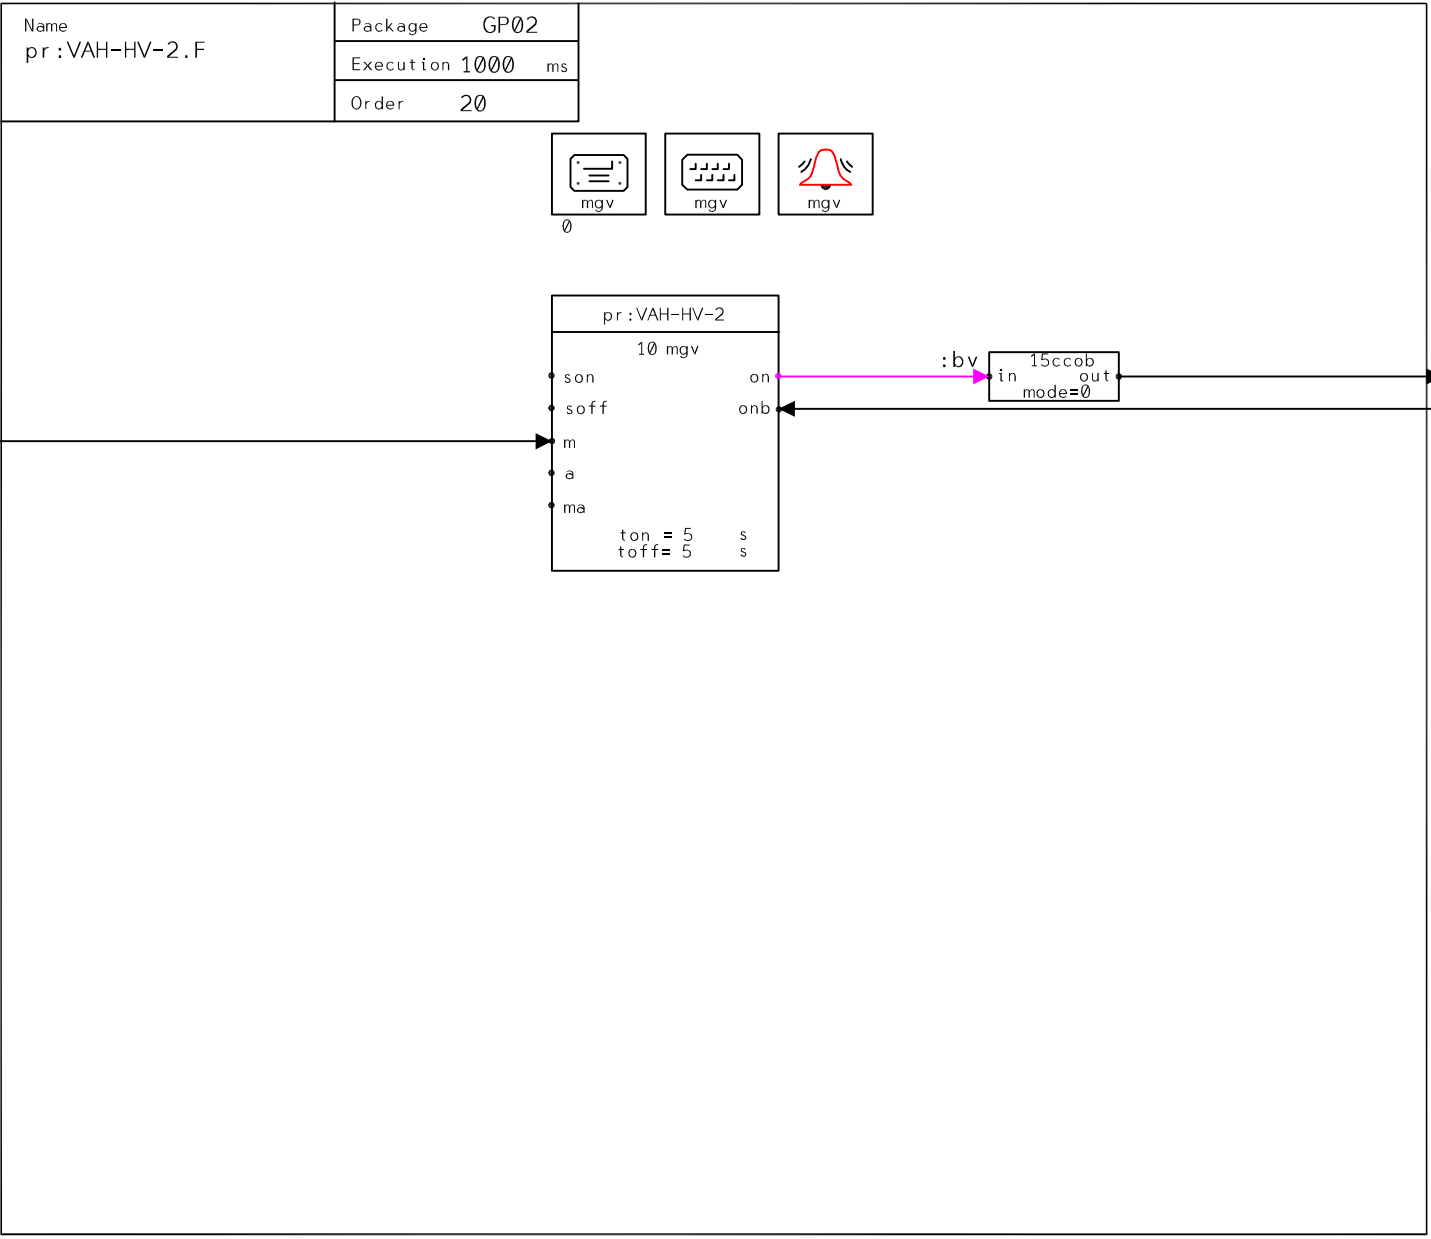 Name
pr:VAH-HV-2.F
Package GP02
Execution 1000 ms
Order 20
mgv
mgv
mgv
0
pr:VAH-HV-2
10 mgv
son
soff
m
a
ma
on
onb
ton = 5 s
toff= 5 s
:bv
15ccob
in out
mode=0